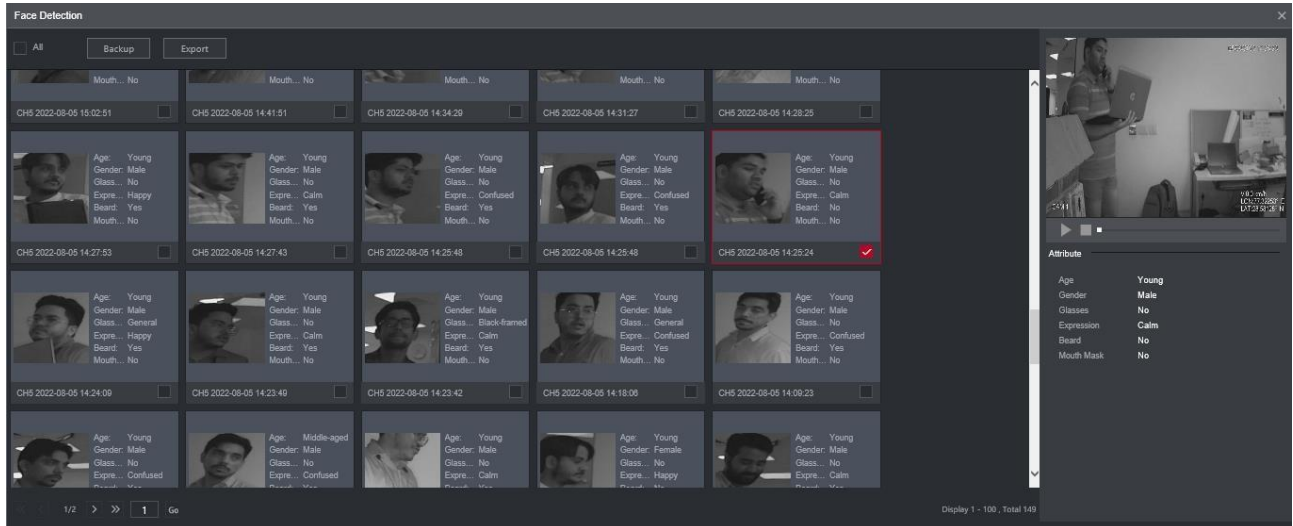 Face Detection
All Backup Export
Mouth... No Mouth... No Mouth... No Mouth... No Mouth... No
CH5 2022-08-05 15:02:51 CH5 2022-08-05 14:41:51 CH5 2022-08-05 14:34:29 CH5 2022-08-05 14:31:27 CH5 2022-08-05 14:28:25
Age: Young Age: Young Age: Young Age: Young Age: Young
Gender: Male Gender: Male Gender: Male Gender: Male Gender: Male
Glass... No Glass... No Glass... No Glass... No Glass... No
Expre... Happy Expre... Calm Expre... Confused Expre... Confused Expre... Calm
Beard: Yes Beard: Yes Beard: Yes Beard: Yes Beard: No
Mouth... No Mouth... No Mouth... No Mouth... No Mouth... No
CH5 2022-08-05 14:27:53 CH5 2022-08-05 14:27:43 CH5 2022-08-05 14:25:48 CH5 2022-08-05 14:25:48 CH5 2022-08-05 14:25:24
Age: Young Age: Young Age: Young Age: Young Age: Young
Gender: Male Gender: Male Gender: Male Gender: Male Gender: Male
Glass... General Glass... No Glass... Black-framed Glass... General Glass... No
Expre... Happy Expre... Calm Expre... Calm Expre... Confused Expre... Confused
Beard: Yes Beard: Yes Beard: Yes Beard: Yes Beard: Yes
Mouth... No Mouth... No Mouth... No Mouth... No Mouth... No
CH5 2022-08-05 14:24:09 CH5 2022-08-05 14:23:49 CH5 2022-08-05 14:23:42 CH5 2022-08-05 14:18:06 CH5 2022-08-05 14:09:23
Age: Young Age: Middle-aged Age: Young Age: Young Age: Young
Gender: Male Gender: Male Gender: Male Gender: Female Gender: Male
Glass... No Glass... No Glass... No Glass... No Glass... No
Expre... Confused Expre... Confused Expre... Calm Expre... Happy Expre... Calm
1/2 1 Go Display 1 - 100 , Total 149
Attribute
Age Young
Gender Male
Glasses No
Expression Calm
Beard No
Mouth Mask No